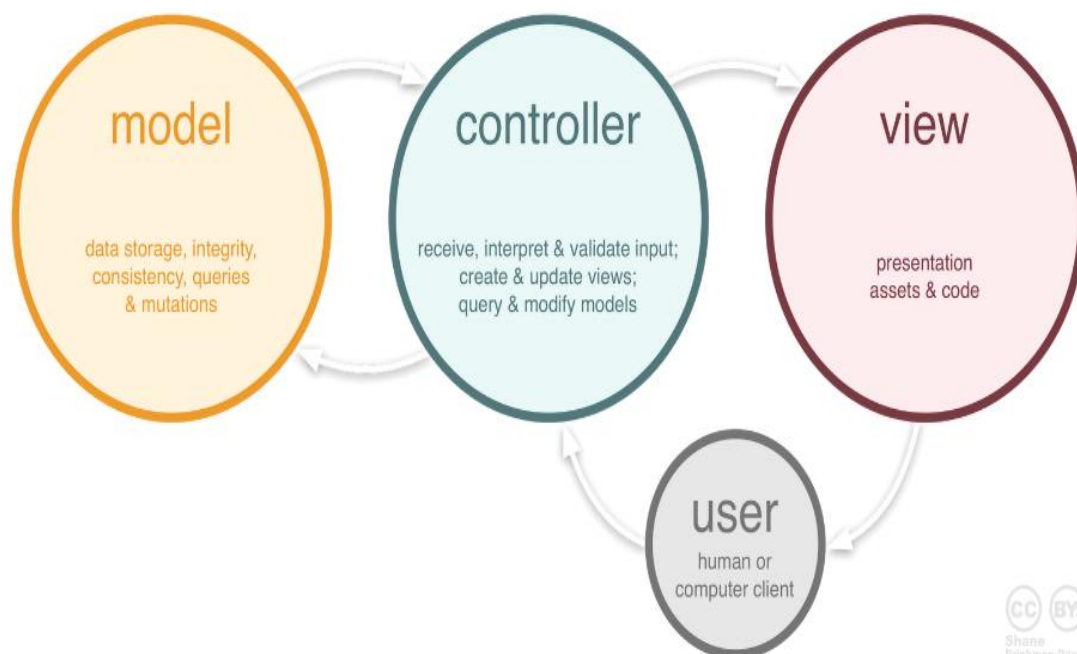 model
data storage, integrity,
consistency, queries
& mutations
controller
receive, interpret & validate input;
create & update views;
query & modify models
view
presentation
assets & code
user
human or
computer client
CC BY
Shane